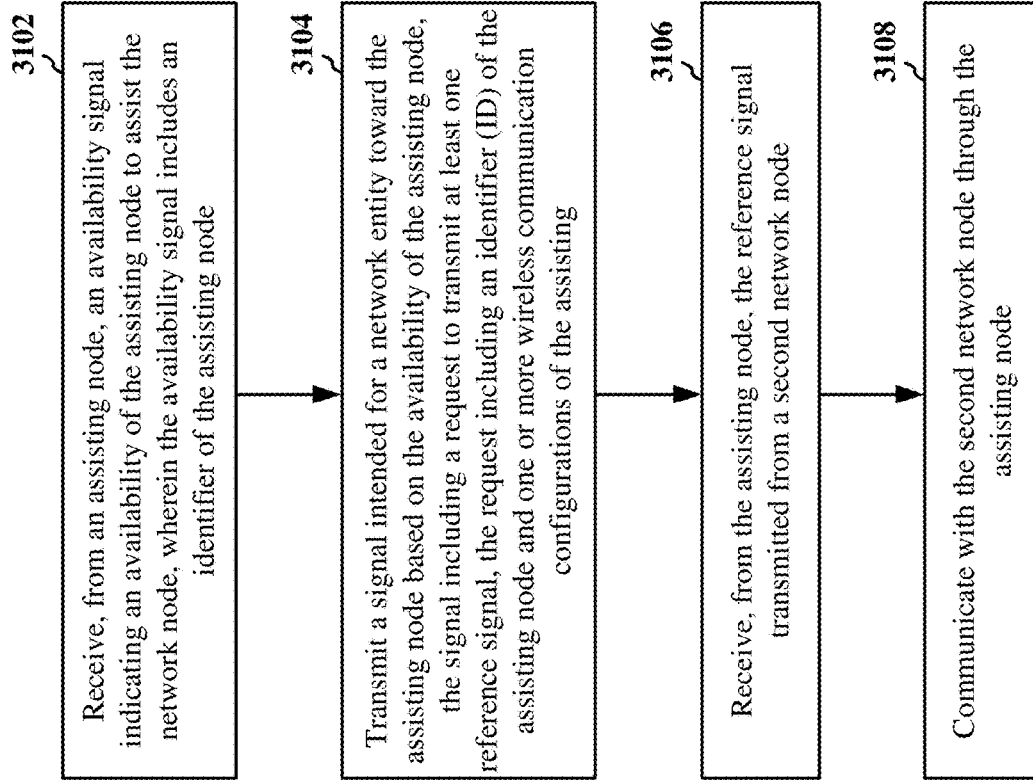 3102
Receive, from an assisting node, an availability signal
indicating an availability of the assisting node to assist the
network node, wherein the availability signal includes an
identifier of the assisting node
3104
Transmit a signal intended for a network entity toward the
assisting node based on the availability of the assisting node,
the signal including a request to transmit at least one
reference signal, the request including an identifier (ID) of the
assisting node and one or more wireless communication
configurations of the assisting
3106
Receive, from the assisting node, the reference signal
transmitted from a second network node
3108
Communicate with the second network node through the
assisting node